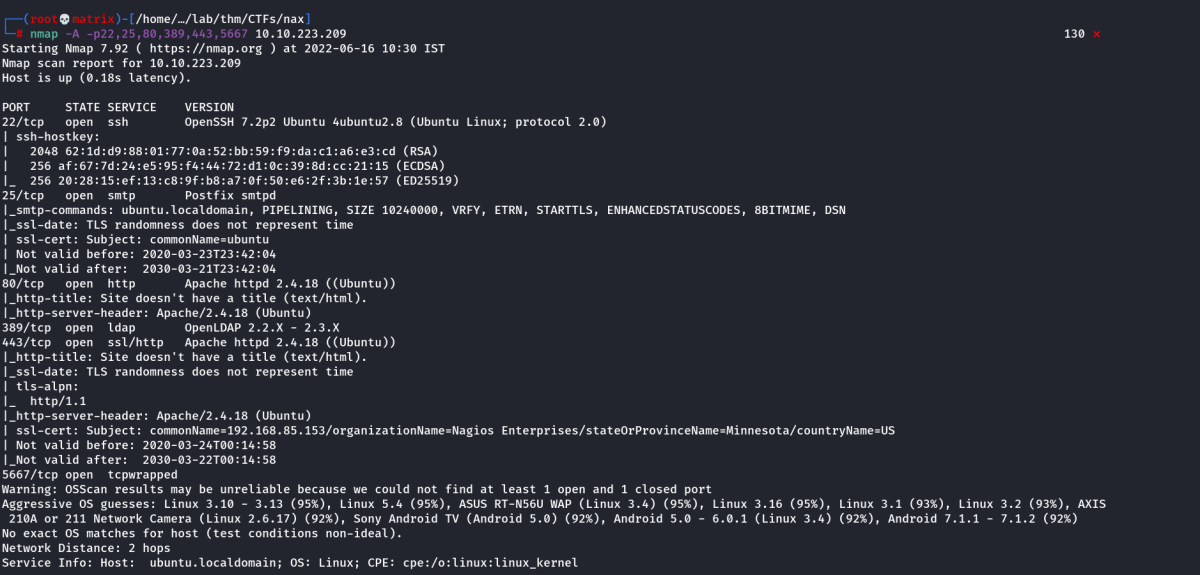 ┌──(root💀matrix)-[/home/…/lab/thm/CTFs/nax]
└─# nmap -A -p22,25,80,389,443,5667 10.10.223.209 130 ⨯
Starting Nmap 7.92 ( https://nmap.org ) at 2022-06-16 10:30 IST
Nmap scan report for 10.10.223.209
Host is up (0.18s latency).
PORT     STATE SERVICE    VERSION
22/tcp   open  ssh        OpenSSH 7.2p2 Ubuntu 4ubuntu2.8 (Ubuntu Linux; protocol 2.0)
| ssh-hostkey:
|   2048 62:1d:d9:88:01:77:0a:52:bb:59:f9:da:c1:a6:e3:cd (RSA)
|   256 af:67:7d:24:e5:95:f4:44:72:d1:0c:39:8d:cc:21:15 (ECDSA)
|_  256 20:28:15:ef:13:c8:9f:b8:a7:0f:50:e6:2f:3b:1e:57 (ED25519)
25/tcp   open  smtp       Postfix smtpd
|_smtp-commands: ubuntu.localdomain, PIPELINING, SIZE 10240000, VRFY, ETRN, STARTTLS, ENHANCEDSTATUSCODES, 8BITMIME, DSN
|_ssl-date: TLS randomness does not represent time
| ssl-cert: Subject: commonName=ubuntu
| Not valid before: 2020-03-23T23:42:04
|_Not valid after:  2030-03-21T23:42:04
80/tcp   open  http       Apache httpd 2.4.18 ((Ubuntu))
|_http-title: Site doesn't have a title (text/html).
|_http-server-header: Apache/2.4.18 (Ubuntu)
389/tcp  open  ldap       OpenLDAP 2.2.X - 2.3.X
443/tcp  open  ssl/http   Apache httpd 2.4.18 ((Ubuntu))
|_http-title: Site doesn't have a title (text/html).
|_ssl-date: TLS randomness does not represent time
| tls-alpn:
|_  http/1.1
|_http-server-header: Apache/2.4.18 (Ubuntu)
| ssl-cert: Subject: commonName=192.168.85.153/organizationName=Nagios Enterprises/stateOrProvinceName=Minnesota/countryName=US
| Not valid before: 2020-03-24T00:14:58
|_Not valid after:  2030-03-22T00:14:58
5667/tcp open  tcpwrapped
Warning: OSScan results may be unreliable because we could not find at least 1 open and 1 closed port
Aggressive OS guesses: Linux 3.10 - 3.13 (95%), Linux 5.4 (95%), ASUS RT-N56U WAP (Linux 3.4) (95%), Linux 3.16 (95%), Linux 3.1 (93%), Linux 3.2 (93%), AXIS
 210A or 211 Network Camera (Linux 2.6.17) (92%), Sony Android TV (Android 5.0) (92%), Android 5.0 - 6.0.1 (Linux 3.4) (92%), Android 7.1.1 - 7.1.2 (92%)
No exact OS matches for host (test conditions non-ideal).
Network Distance: 2 hops
Service Info: Host:  ubuntu.localdomain; OS: Linux; CPE: cpe:/o:linux:linux_kernel